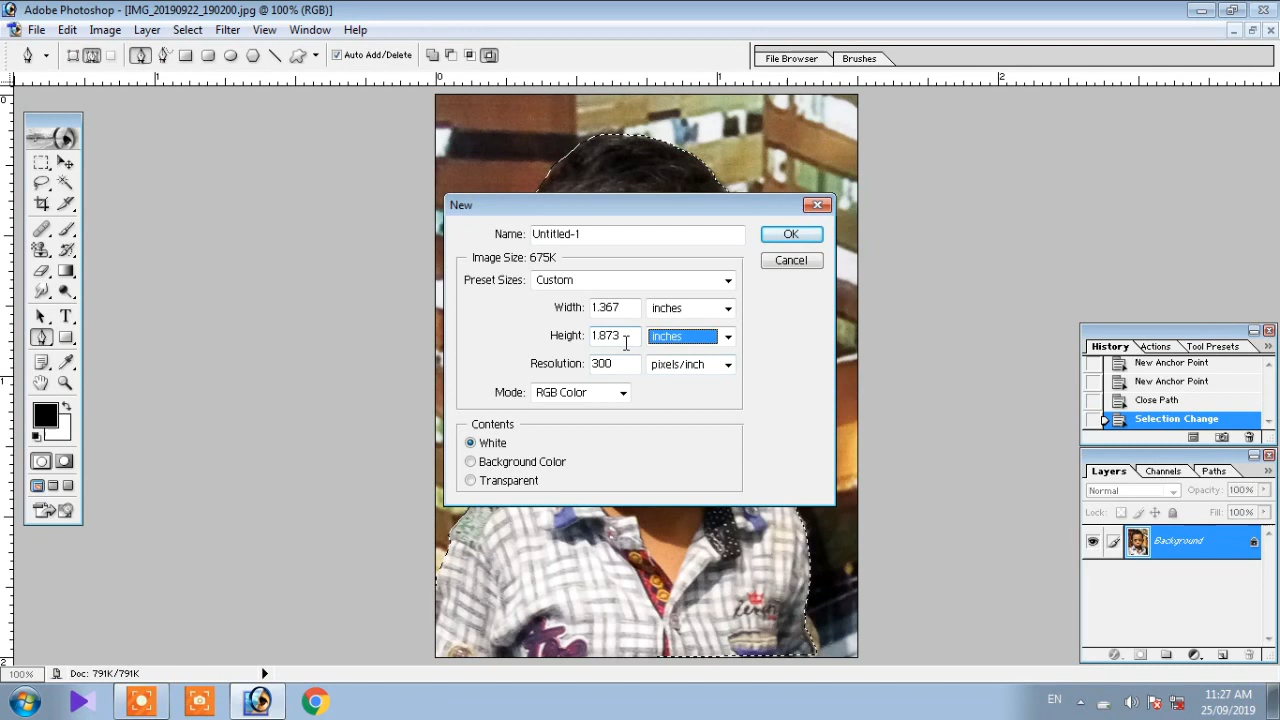 Adobe Photoshop - [IMG_20190922_190200.jpg @ 100% (RGB)]
File Edit Image Layer Select Filter View Window Help
Auto Add/Delete
File Browser Brushes
0 1 2
New
Name: Untitled-1
OK
Image Size: 675K
Cancel
Preset Sizes: Custom
Width: 1.367 inches
Height: 1.873 inches
Resolution: 300 pixels/inch
Mode: RGB Color
Contents
White
Background Color
Transparent
History Actions Tool Presets
New Anchor Point
New Anchor Point
Close Path
Selection Change
Layers Channels Paths
Normal Opacity: 100%
Lock: Fill: 100%
Background
100% Doc: 791K/791K
EN 11:27 AM
25/09/2019